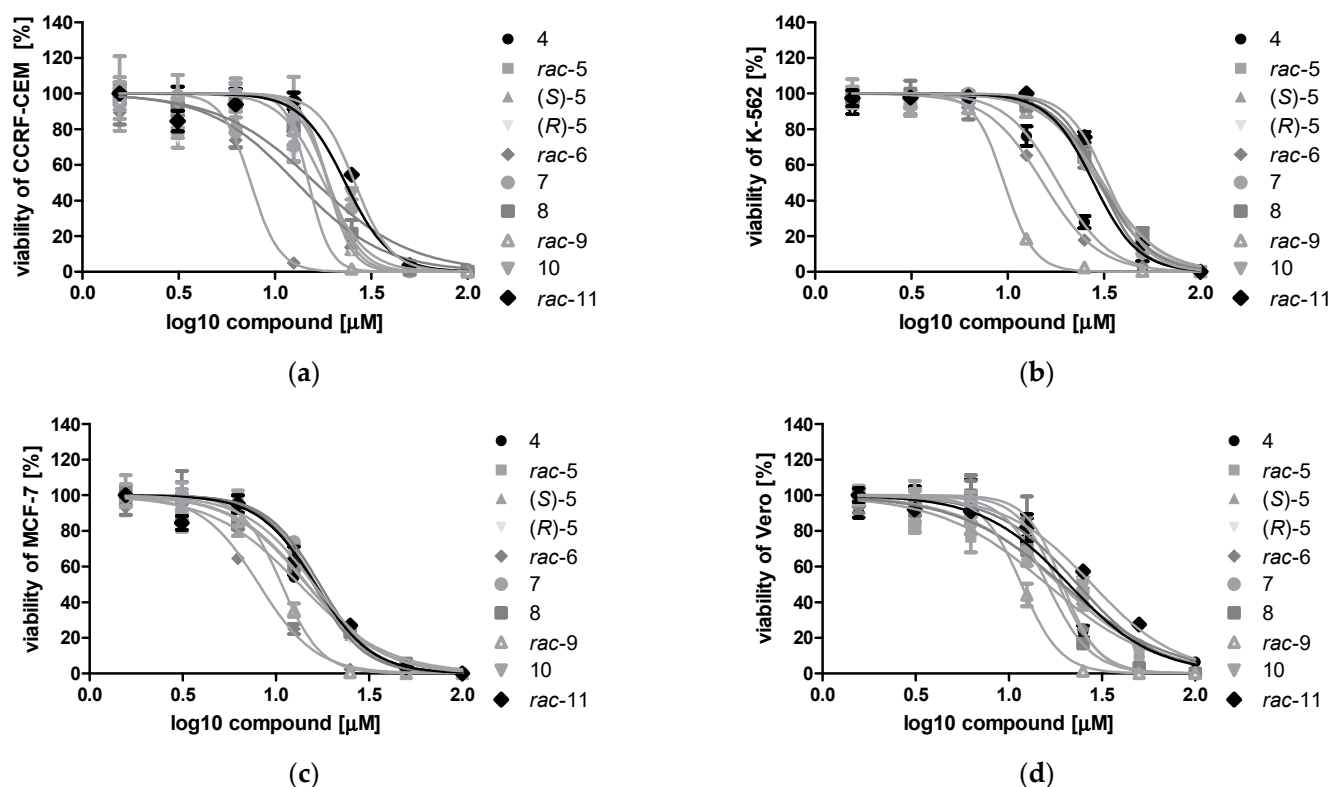 140
120
100
80
60
40
20
0
viability of CCRF-CEM [%]
0.0 0.5 1.0 1.5 2.0
log10 compound [μM]
4
rac-5
(S)-5
(R)-5
rac-6
7
8
rac-9
10
rac-11
(a)
140
120
100
80
60
40
20
0
viability of K-562 [%]
0.0 0.5 1.0 1.5 2.0
log10 compound [μM]
4
rac-5
(S)-5
(R)-5
rac-6
7
8
rac-9
10
rac-11
(b)
140
120
100
80
60
40
20
0
viability of MCF-7 [%]
0.0 0.5 1.0 1.5 2.0
log10 compound [μM]
4
rac-5
(S)-5
(R)-5
rac-6
7
8
rac-9
10
rac-11
(c)
140
120
100
80
60
40
20
0
viability of Vero [%]
0.0 0.5 1.0 1.5 2.0
log10 compound [μM]
4
rac-5
(S)-5
(R)-5
rac-6
7
8
rac-9
10
rac-11
(d)